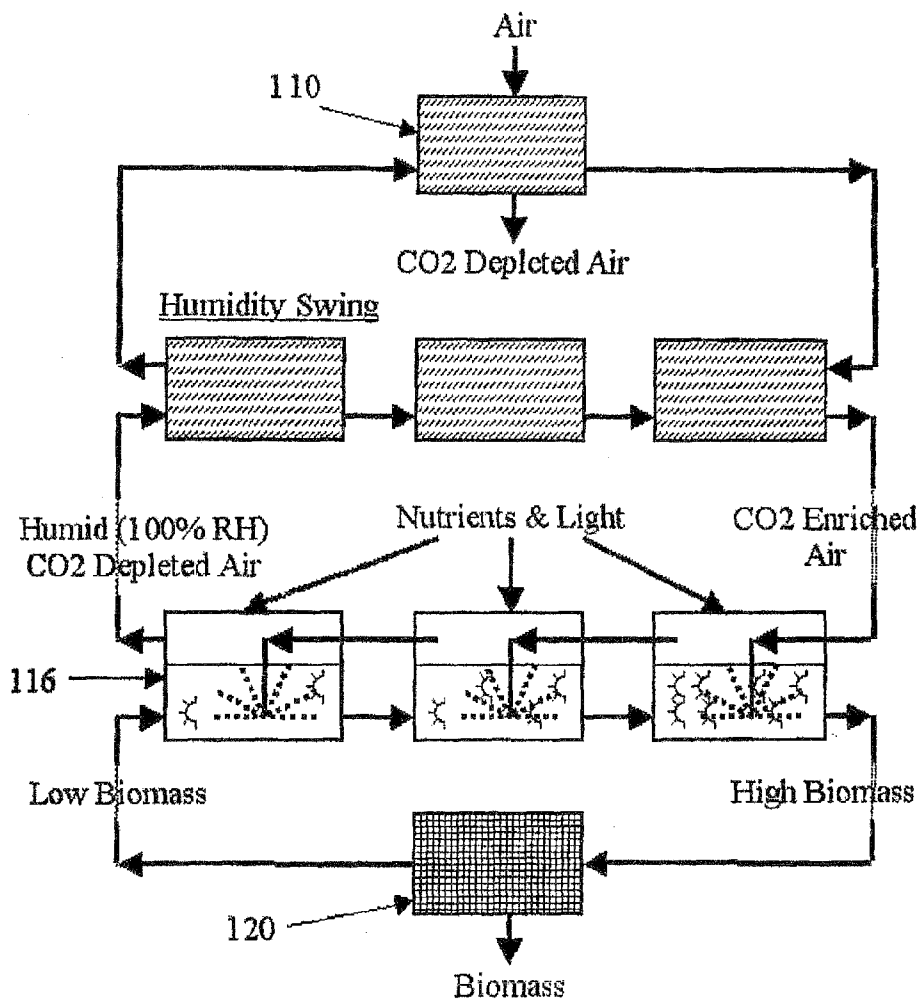 Air
110
CO2 Depleted Air
Humidity Swing
Humid (100% RH)
CO2 Depleted Air
Nutrients & Light
CO2 Enriched
Air
116
Low Biomass
High Biomass
120
Biomass